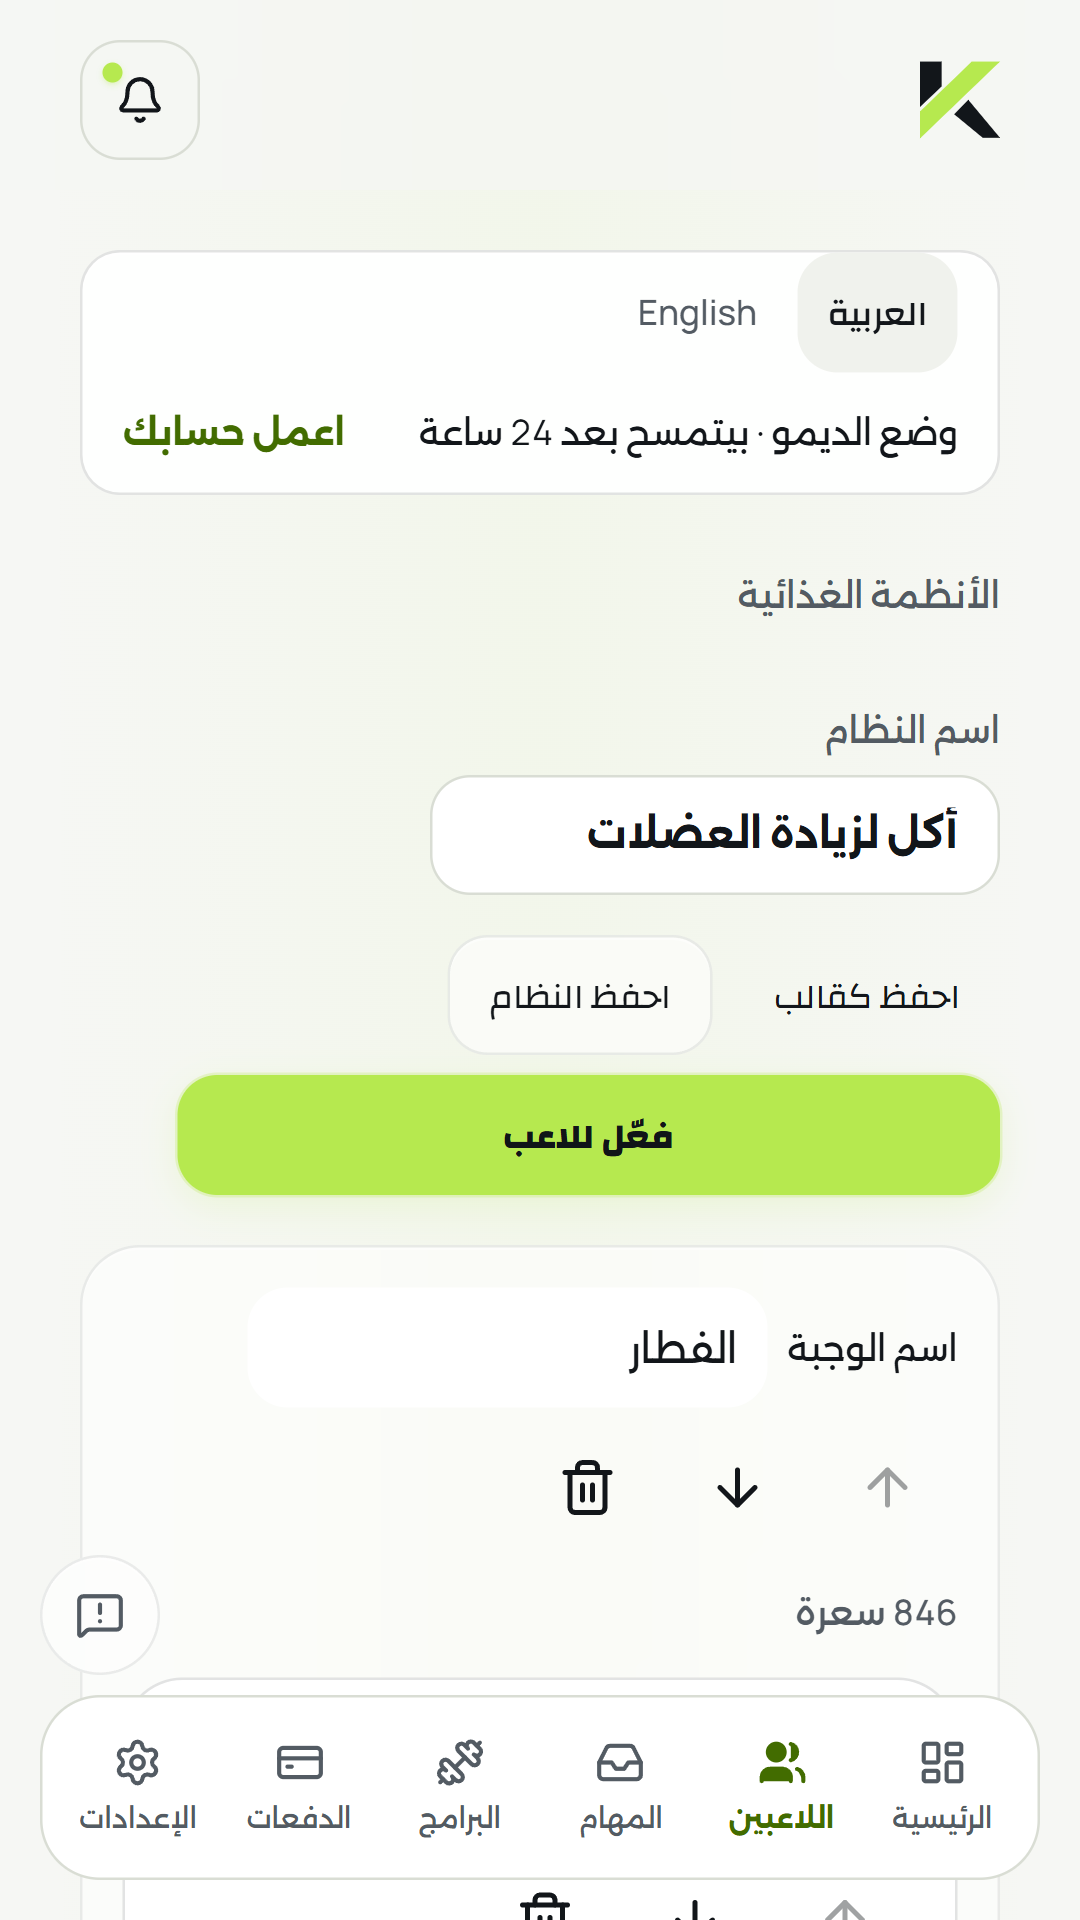 العربية English
وضع الديمو · بيتمسح بعد 24 ساعة اعمل حسابك
الأنظمة الغذائية
اسم النظام
أكل لزيادة العضلات
احفظ كقالب احفظ النظام
فعّل للاعب
اسم الوجبة الفطار
846 سعرة
الرئيسية اللاعبين المهام البرامج الدفعات الإعدادات